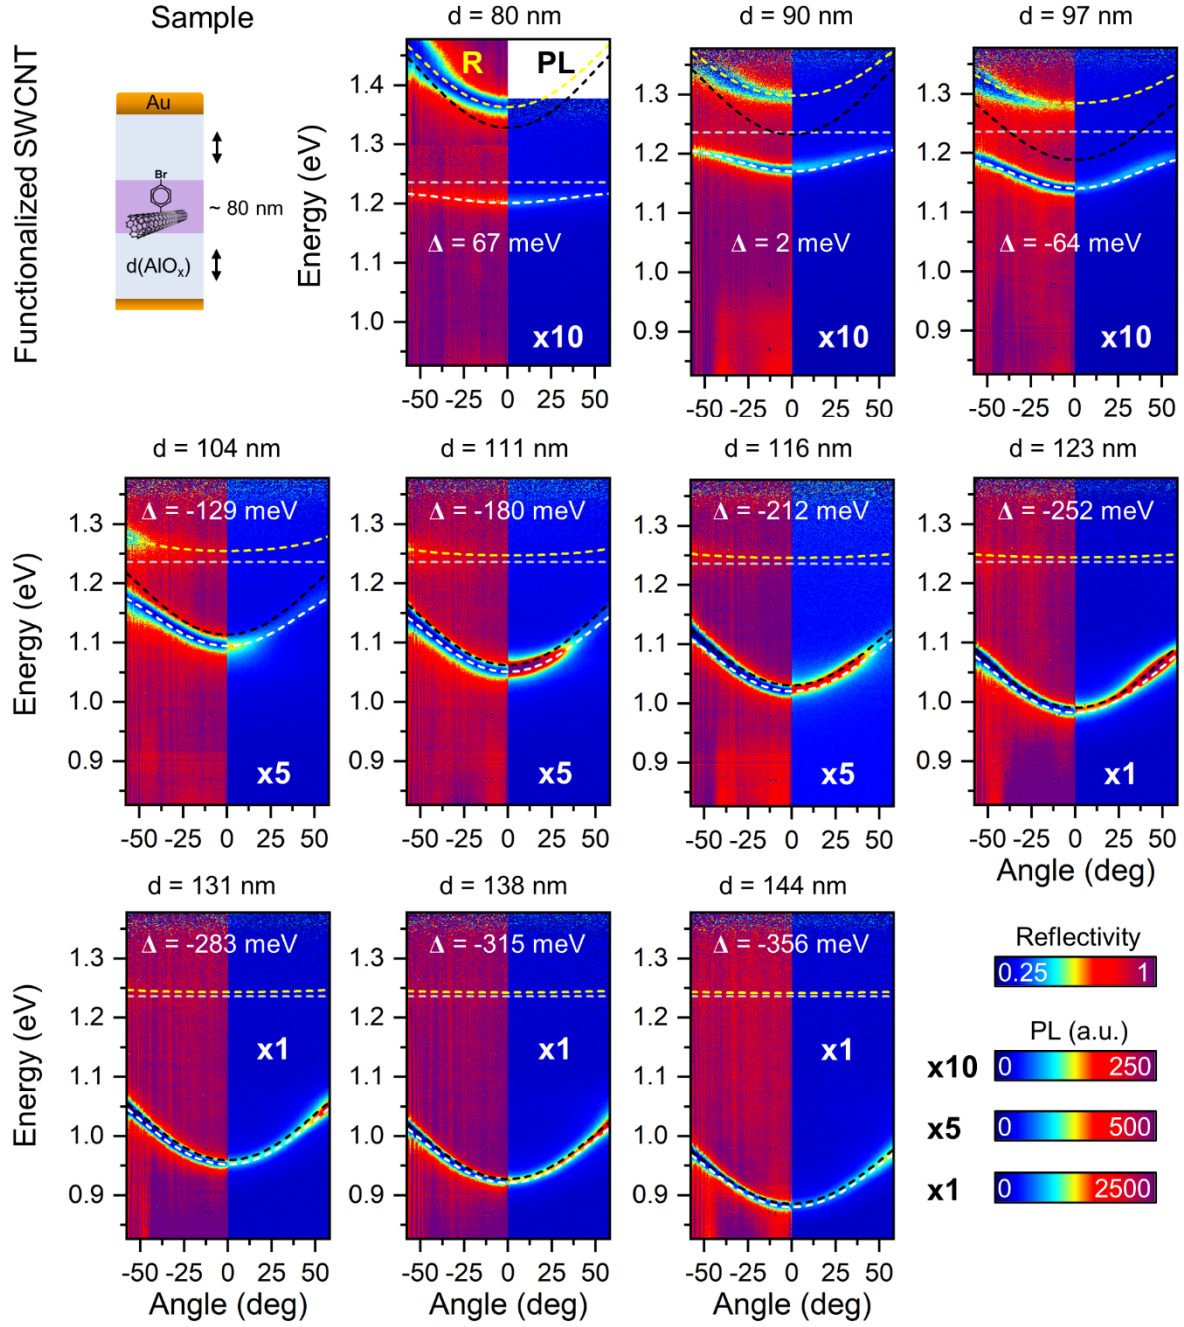 Sample
Functionalized SWCNT
Au
Br
~ 80 nm
d(AlOₓ)
d = 80 nm
R
PL
Δ = 67 meV
x10
Energy (eV)
1.4
1.3
1.2
1.1
1.0
-50 -25 0 25 50
d = 90 nm
Δ = 2 meV
x10
1.3
1.2
1.1
1.0
0.9
-50 -25 0 25 50
d = 97 nm
Δ = -64 meV
x10
1.3
1.2
1.1
1.0
0.9
-50 -25 0 25 50
d = 104 nm
Δ = -129 meV
x5
Energy (eV)
1.3
1.2
1.1
1.0
0.9
-50 -25 0 25 50
d = 111 nm
Δ = -180 meV
x5
1.3
1.2
1.1
1.0
0.9
-50 -25 0 25 50
d = 116 nm
Δ = -212 meV
x5
1.3
1.2
1.1
1.0
0.9
-50 -25 0 25 50
d = 123 nm
Δ = -252 meV
x1
1.3
1.2
1.1
1.0
0.9
-50 -25 0 25 50
Angle (deg)
d = 131 nm
Δ = -283 meV
x1
Energy (eV)
1.3
1.2
1.1
1.0
0.9
-50 -25 0 25 50
Angle (deg)
d = 138 nm
Δ = -315 meV
x1
1.3
1.2
1.1
1.0
0.9
-50 -25 0 25 50
Angle (deg)
d = 144 nm
Δ = -356 meV
x1
1.3
1.2
1.1
1.0
0.9
-50 -25 0 25 50
Angle (deg)
Reflectivity
0.25 1
PL (a.u.)
x10 0 250
x5 0 500
x1 0 2500